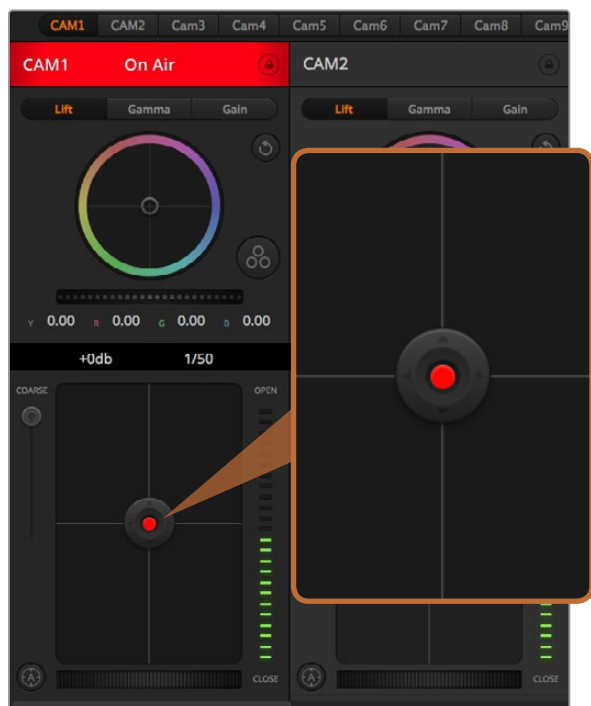 CAM1 CAM2 Cam3 Cam4 Cam5 Cam6 Cam7 Cam8 Cam9
CAM1 On Air CAM2
Lift Gamma Gain Lift Gamma Gain
Y 0.00 R 0.00 G 0.00 B 0.00
+0db 1/50
COARSE OPEN
A CLOSE A CLOSE